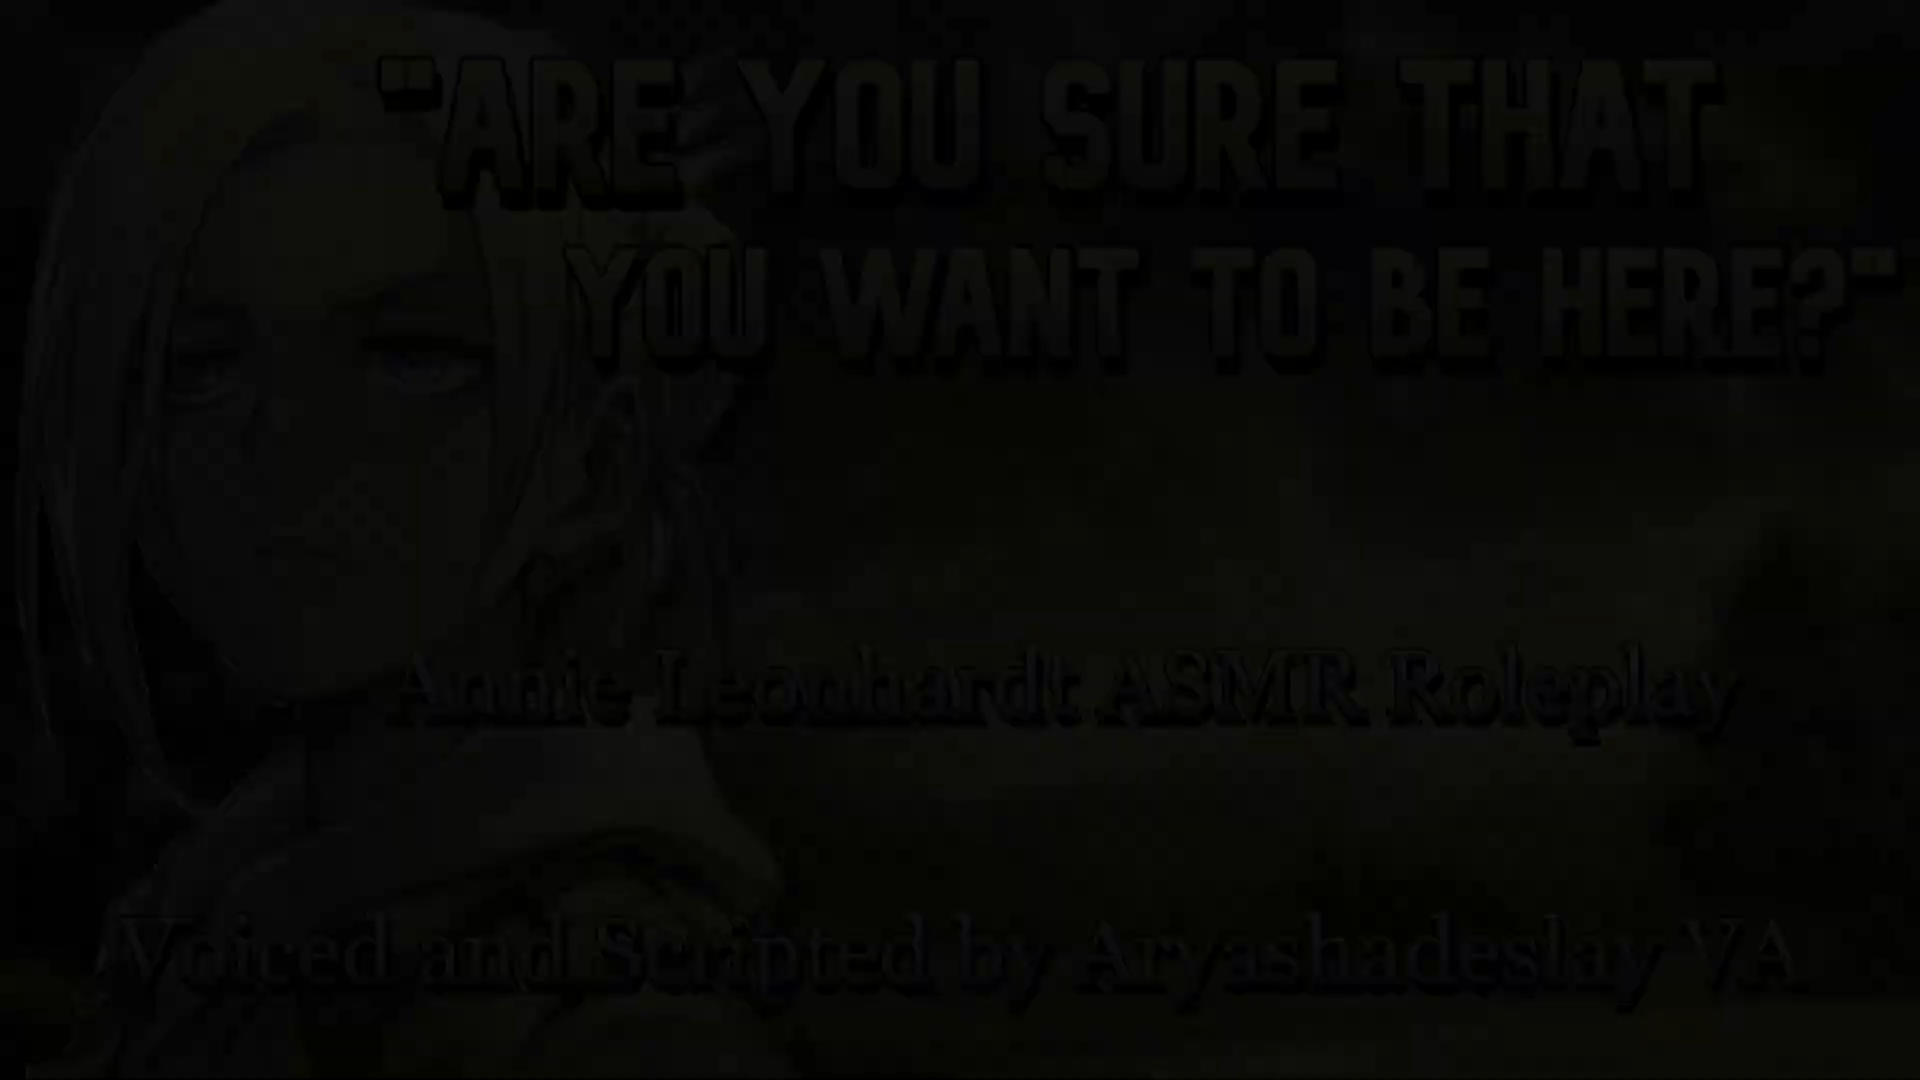 "ARE YOU SURE THAT
YOU WANT TO BE HERE?"
Annie Leonhardt ASMR Roleplay
Voiced and Scripted by Aryashadeslay VA